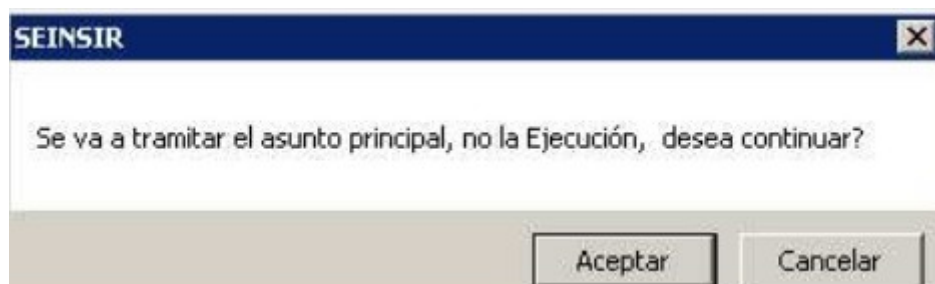 SEINSIR
Se va a tramitar el asunto principal, no la Ejecución, desea continuar?
Aceptar Cancelar